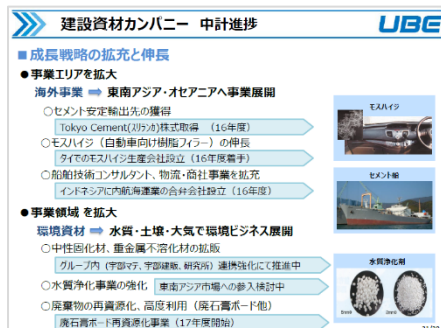 建設資材カンパニー 中計進捗
UBE
■成長戦略の拡充と伸長
●事業エリアを拡大
海外事業 ➡ 東南アジア・オセアニアへ事業展開
○セメント安定輸出先の獲得
Tokyo Cement(スリランカ)株式取得 (16年度)
○モスハイジ(自動車向け樹脂フィラー)の伸長
タイでのモスハイジ生産会社設立(16年度着手)
○船舶技術コンサルタント、物流・商社事業を拡充
インドネシアに内航海運業の合弁会社設立(16年度)
●事業領域 を拡大
環境資材 ➡ 水質・土壌・大気で環境ビジネス展開
○中性固化材、重金属不溶化材の拡販
グループ内(宇部マテ、宇部建販、研究所)連携強化にて推進中
○水質浄化事業の強化 東南アジア市場への参入検討中
○廃棄物の再資源化、高度利用(廃石膏ボード他)
廃石膏ボード再資源化事業(17年度開始)
モスハイジ
セメント船
水質浄化剤